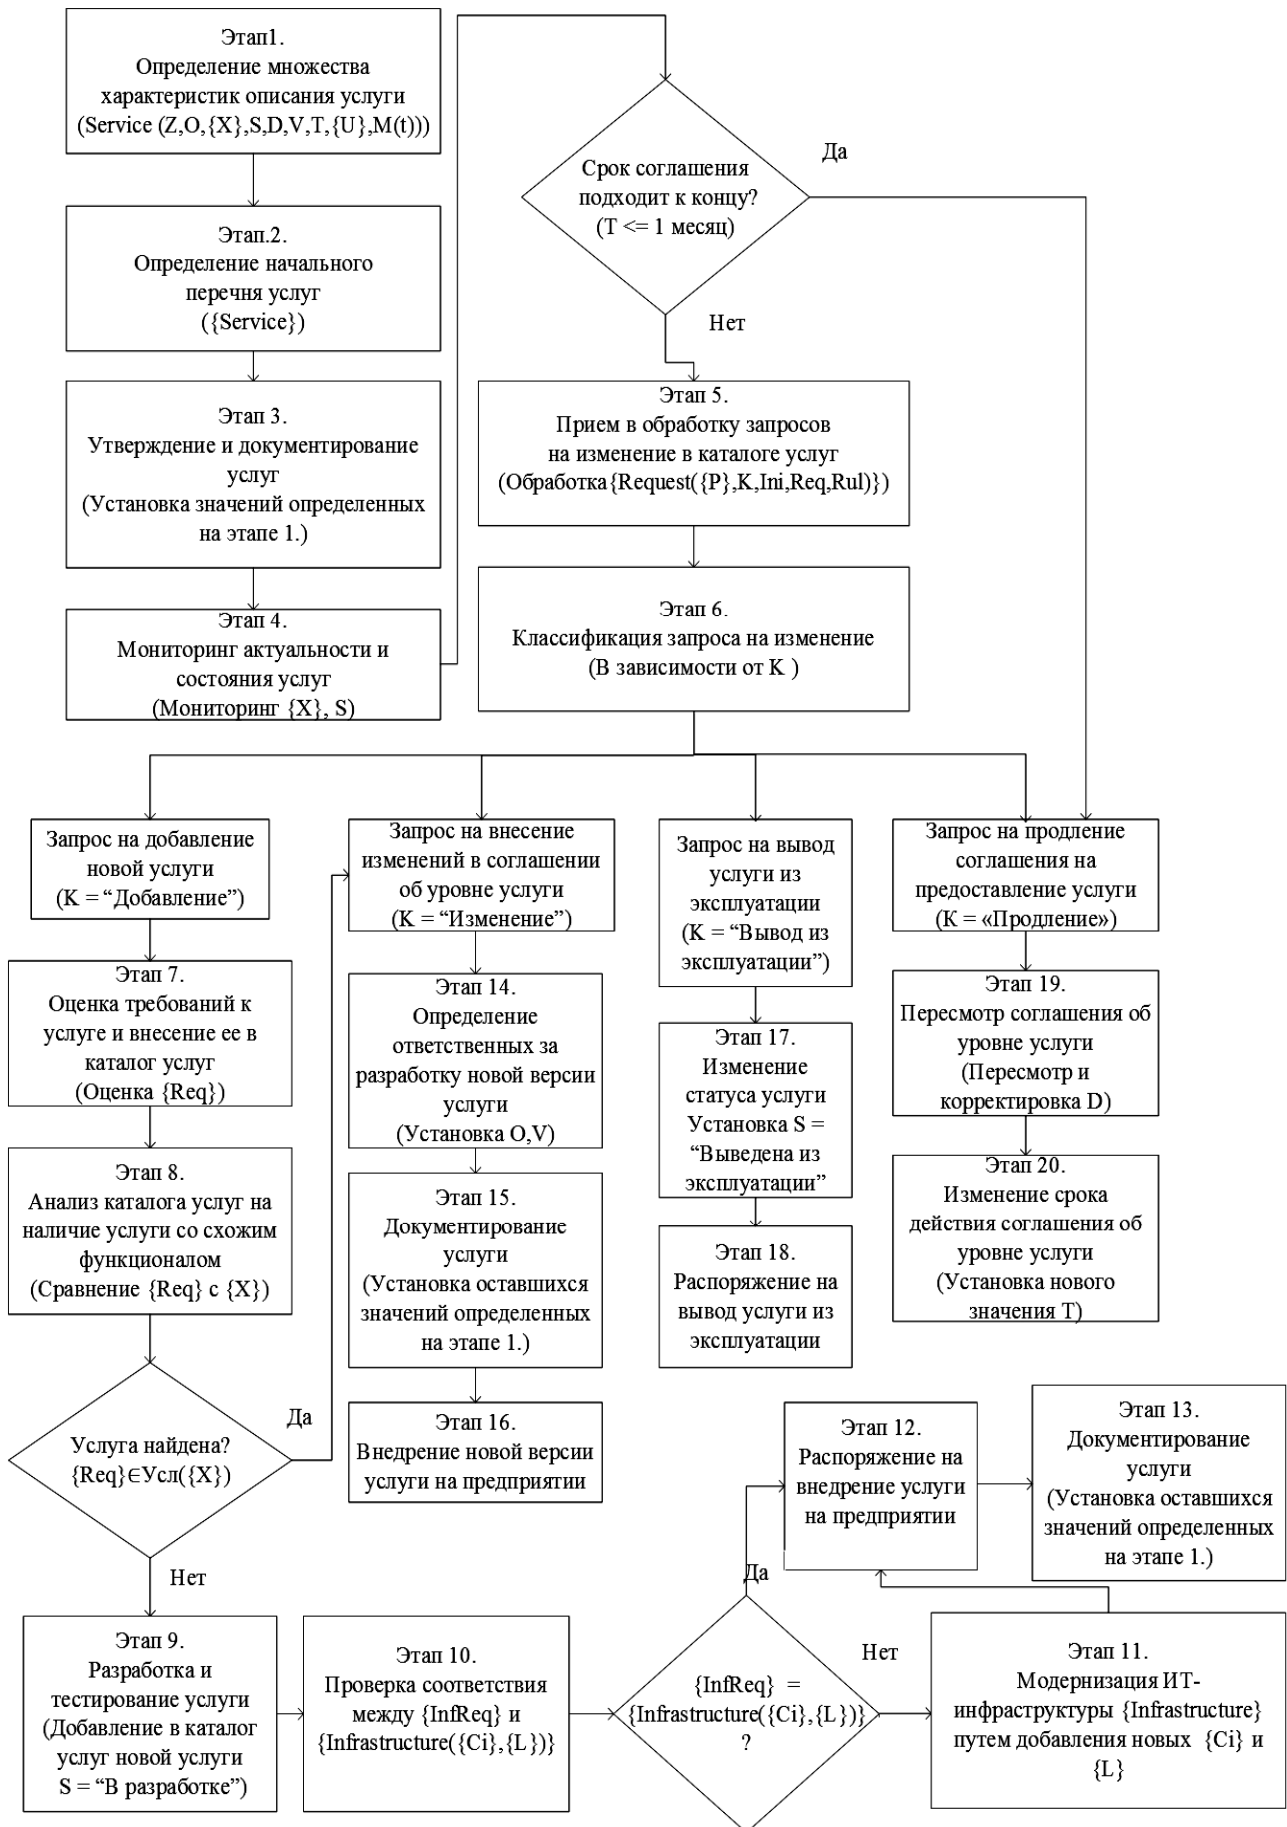 Этап1.
Определение множества
характеристик описания услуги
(Service (Z,O,{X},S,D,V,T,{U},M(t)))
Этап.2.
Определение начального
перечня услуг
({Service})
Этап 3.
Утверждение и документирование
услуг
(Установка значений определенных
на этапе 1.)
Этап 4.
Мониторинг актуальности и
состояния услуг
(Мониторинг {X}, S)
Срок соглашения
подходит к концу?
(T <= 1 месяц)
Да
Нет
Этап 5.
Прием в обработку запросов
на изменение в каталоге услуг
(Обработка{Request({P},K,Ini,Req,Rul)})
Этап 6.
Классификация запроса на изменение
(В зависимости от K )
Запрос на добавление
новой услуги
(K = “Добавление”)
Этап 7.
Оценка требований к
услуге и внесение ее в
каталог услуг
(Оценка {Req})
Этап 8.
Анализ каталога услуг на
наличие услуги со схожим
функционалом
(Сравнение {Req} с {X})
Услуга найдена?
{Req}∈Усл({X})
Да
Нет
Запрос на внесение
изменений в соглашении
об уровне услуги
(K = “Изменение”)
Этап 14.
Определение
ответственных за
разработку новой версии
услуги
(Установка O,V)
Этап 15.
Документирование
услуги
(Установка оставшихся
значений определенных
на этапе 1.)
Этап 16.
Внедрение новой версии
услуги на предприятии
Запрос на вывод
услуги из
эксплуатации
(K = “Вывод из
эксплуатации”)
Этап 17.
Изменение
статуса услуги
Установка S =
“Выведена из
эксплуатации”
Этап 18.
Распоряжение на
вывод услуги из
эксплуатации
Запрос на продление
соглашения на
предоставление услуги
(К = «Продление»)
Этап 19.
Пересмотр соглашения об
уровне услуги
(Пересмотр и
корректировка D)
Этап 20.
Изменение срока
действия соглашения об
уровне услуги
(Установка нового
значения T)
Этап 9.
Разработка и
тестирование услуги
(Добавление в каталог
услуг новой услуги
S = “В разработке”)
Этап 10.
Проверка соответствия
между {InfReq} и
{Infrastructure({Ci},{L})}
{InfReq} =
{Infrastructure({Ci},{L})}
?
Да
Нет
Этап 11.
Модернизация ИТ-
инфраструктуры {Infrastructure}
путем добавления новых {Ci} и
{L}
Этап 12.
Распоряжение на
внедрение услуги
на предприятии
Этап 13.
Документирование
услуги
(Установка оставшихся
значений определенных
на этапе 1.)